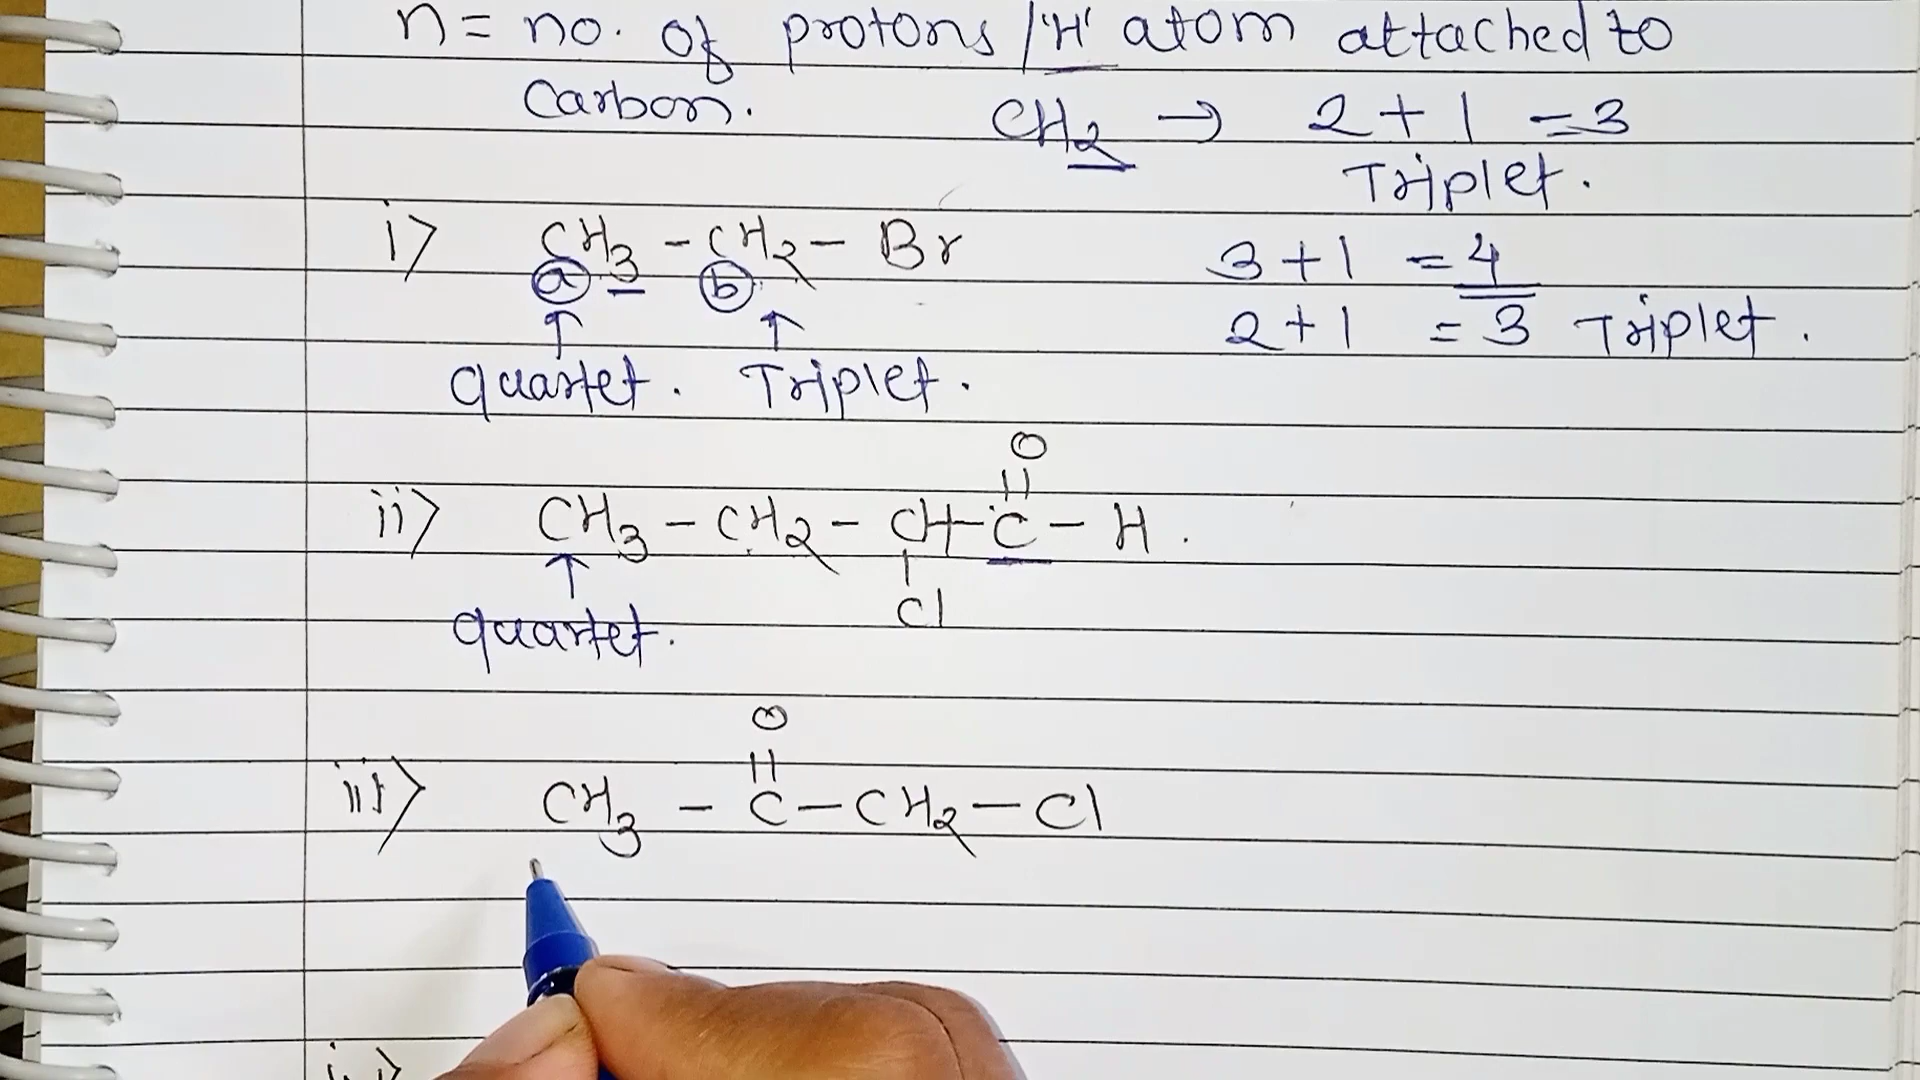 n = no. of protons / 'H' atom attached to
Carbon. CH2 → 2 + 1 = 3
Triplet.
i> CH3 - CH2 - Br 3 + 1 = 4
a b 2 + 1 = 3 Triplet.
↑ ↑
quartet. Triplet.
O
||
ii> CH3 - CH2 - CH - C - H.
↑ |
Cl
quartet.
O
||
iii> CH3 - C - CH2 - Cl
iv>